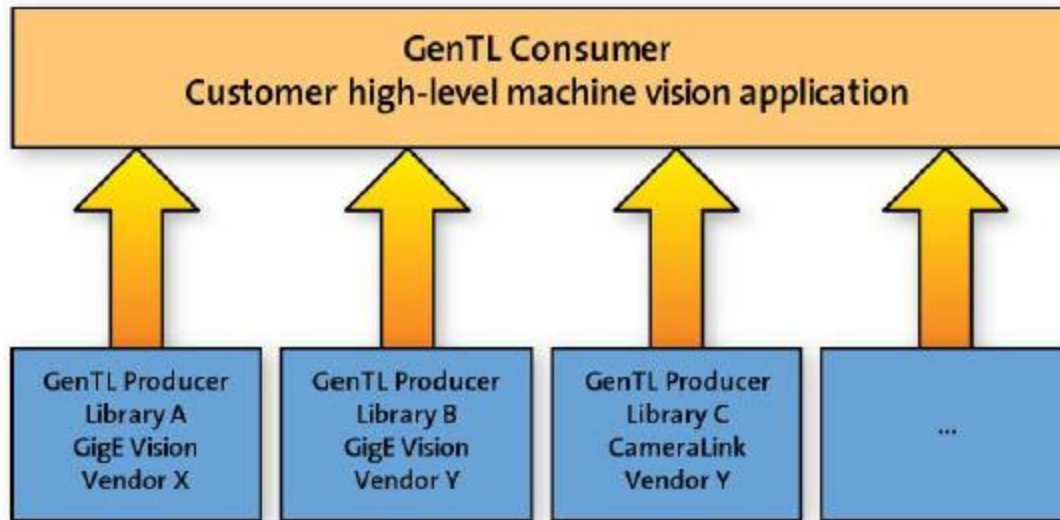 GenTL Consumer
Customer high-level machine vision application
GenTL Producer
Library A
GigE Vision
Vendor X
GenTL Producer
Library B
GigE Vision
Vendor Y
GenTL Producer
Library C
CameraLink
Vendor Y
...